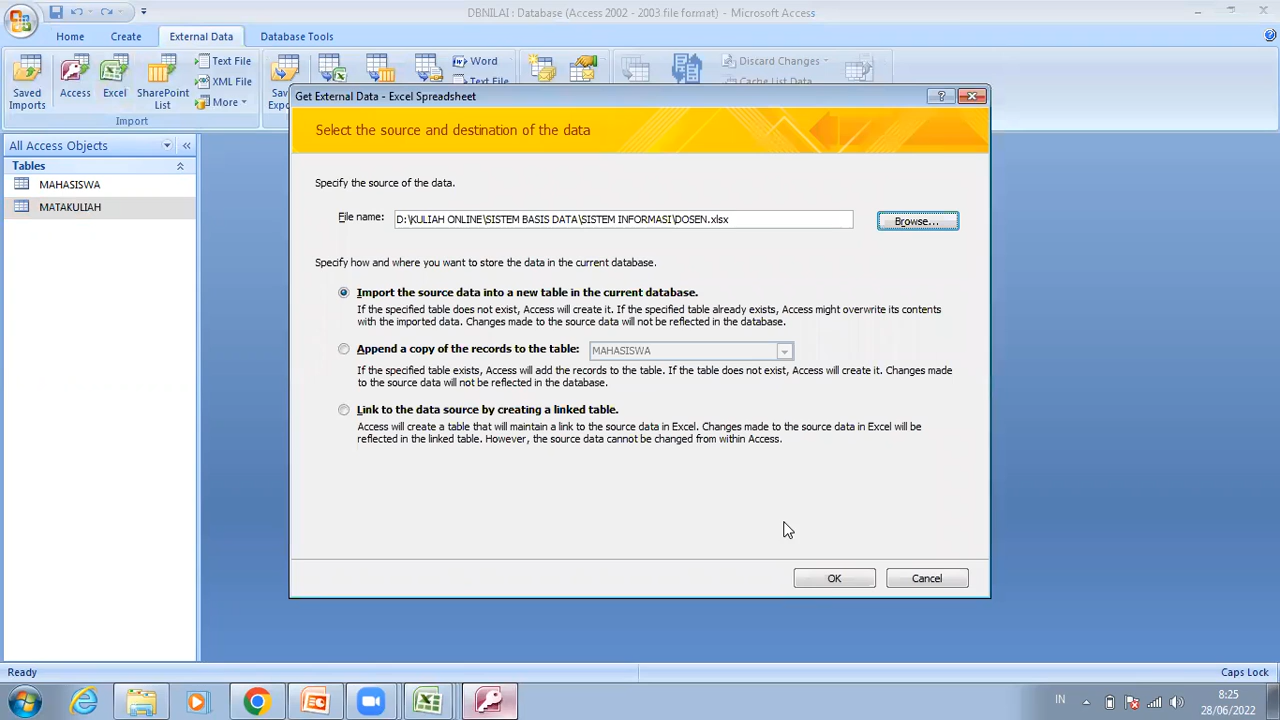 DBNILAI : Database (Access 2002 - 2003 file format) - Microsoft Access
Home
Create
External Data
Database Tools
Saved Imports
Access
Excel
SharePoint List
Text File
XML File
More
Word
Text File
Discard Changes
Cache List Data
Import
Get External Data - Excel Spreadsheet
All Access Objects
Tables
MAHASISWA
MATAKULIAH
Select the source and destination of the data
Specify the source of the data.
File name:
D:\KULIAH ONLINE\SISTEM BASIS DATA\SISTEM INFORMASI\DOSEN.xlsx
Browse...
Specify how and where you want to store the data in the current database.
Import the source data into a new table in the current database.
If the specified table does not exist, Access will create it. If the specified table already exists, Access might overwrite its contents
with the imported data. Changes made to the source data will not be reflected in the database.
Append a copy of the records to the table:
MAHASISWA
If the specified table exists, Access will add the records to the table. If the table does not exist, Access will create it. Changes made
to the source data will not be reflected in the database.
Link to the data source by creating a linked table.
Access will create a table that will maintain a link to the source data in Excel. Changes made to the source data in Excel will be
reflected in the linked table. However, the source data cannot be changed from within Access.
OK
Cancel
Ready
Caps Lock
IN
8:25
28/06/2022